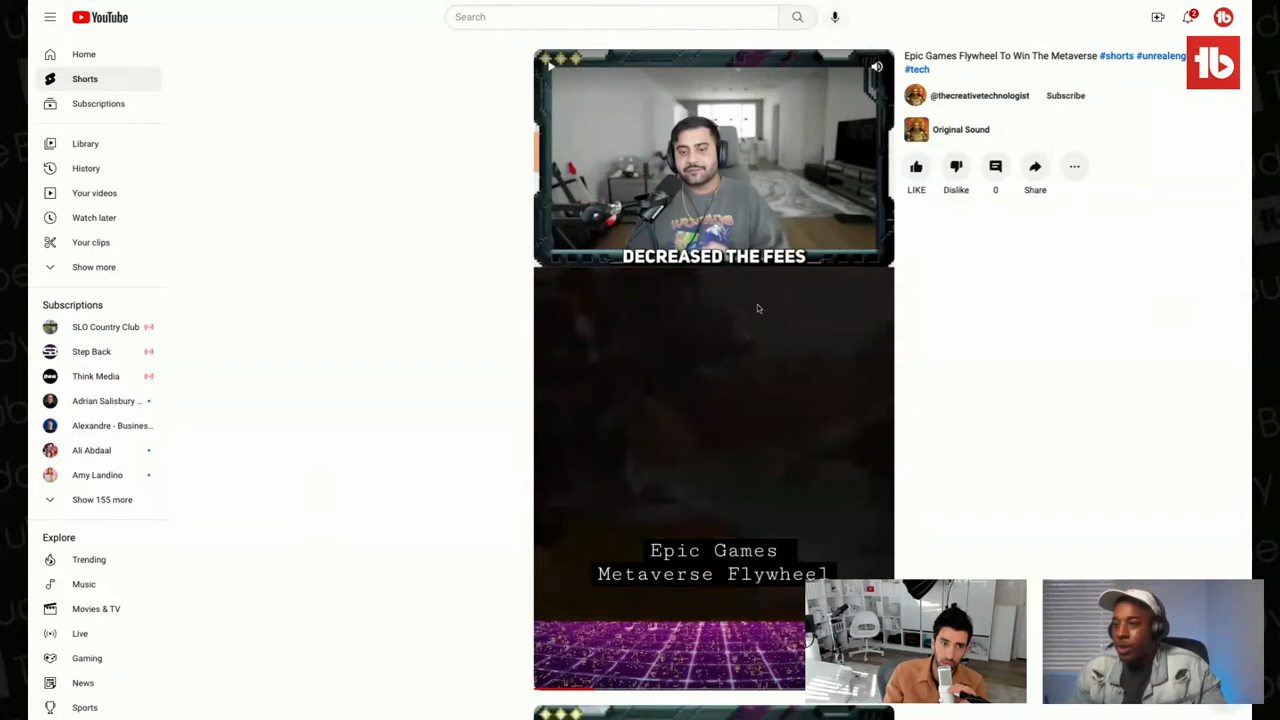 YouTube
Search
2
Home
Shorts
Subscriptions
Library
History
Your videos
Watch later
Your clips
Show more
Subscriptions
SLO Country Club
Step Back
Think Media
think
Adrian Salisbury ...
Alexandre - Busines...
Ali Abdaal
Amy Landino
Show 155 more
Explore
Trending
Music
Movies & TV
Live
Gaming
News
Sports
DECREASED THE FEES
Epic Games
Metaverse Flywheel
Epic Games Flywheel To Win The Metaverse #shorts #unrealeng
#tech
@thecreativetechnologist
Subscribe
Original Sound
LIKE
Dislike
0
Share